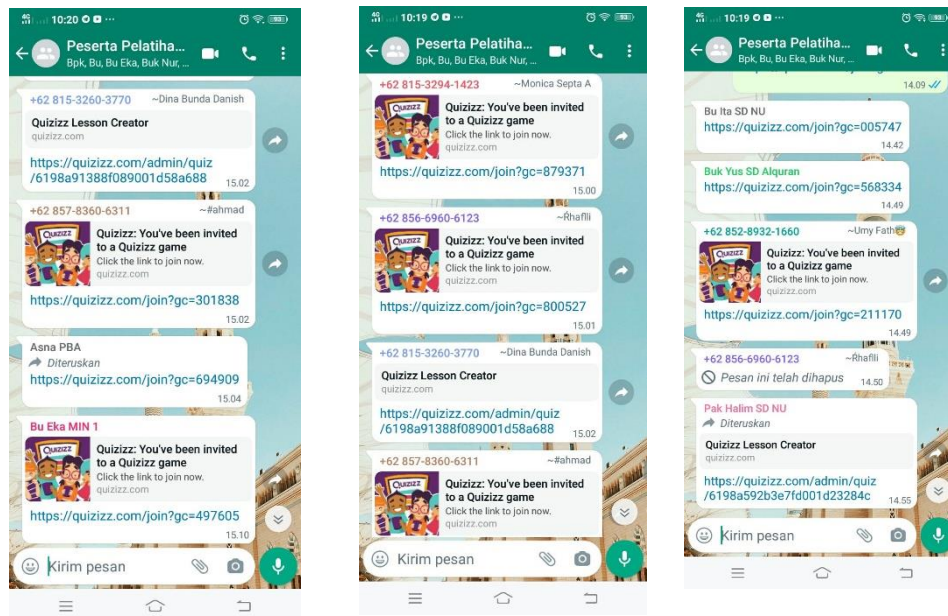 10:20
Peserta Pelatiha...
Bpk, Bu, Bu Eka, Buk Nur, ...
+62 815-3260-3770 ~Dina Bunda Danish
Quizizz Lesson Creator
quizizz.com
https://quizizz.com/admin/quiz
/6198a91388f089001d58a688 15.02
+62 857-8360-6311 ~#ahmad
Quizizz: You've been invited
to a Quizizz game
Click the link to join now.
quizizz.com
https://quizizz.com/join?gc=301838
15.02
Asna PBA
Diteruskan
https://quizizz.com/join?gc=694909
15.04
Bu Eka MIN 1
Quizizz: You've been invited
to a Quizizz game
Click the link to join now.
quizizz.com
https://quizizz.com/join?gc=497605
15.10
Kirim pesan
10:19
Peserta Pelatiha...
Bpk, Bu, Bu Eka, Buk Nur, ...
+62 815-3294-1423 ~Monica Septa A
Quizizz: You've been invited
to a Quizizz game
Click the link to join now.
quizizz.com
https://quizizz.com/join?gc=879371
15.00
+62 856-6960-6123 ~Ŕhaflli
Quizizz: You've been invited
to a Quizizz game
Click the link to join now.
quizizz.com
https://quizizz.com/join?gc=800527
15.01
+62 815-3260-3770 ~Dina Bunda Danish
Quizizz Lesson Creator
quizizz.com
https://quizizz.com/admin/quiz
/6198a91388f089001d58a688 15.02
+62 857-8360-6311 ~#ahmad
Quizizz: You've been invited
to a Quizizz game
Click the link to join now.
quizizz.com
Kirim pesan
10:19
Peserta Pelatiha...
Bpk, Bu, Bu Eka, Buk Nur, ...
14.09
Bu Ita SD NU
https://quizizz.com/join?gc=005747
14.42
Buk Yus SD Alquran
https://quizizz.com/join?gc=568334
14.49
+62 852-8932-1660 ~Umy Fath
Quizizz: You've been invited
to a Quizizz game
Click the link to join now.
quizizz.com
https://quizizz.com/join?gc=211170
14.49
+62 856-6960-6123 ~Ŕhaflli
Pesan ini telah dihapus 14.50
Pak Halim SD NU
Diteruskan
Quizizz Lesson Creator
quizizz.com
https://quizizz.com/admin/quiz
/6198a592b3e7fd001d23284c 14.55
Kirim pesan